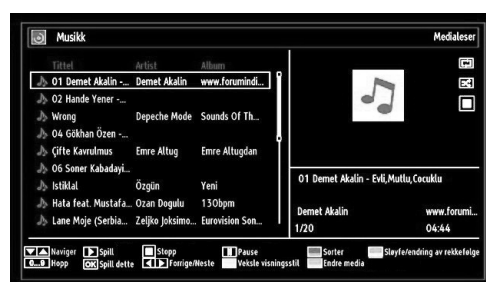 Musikk
Medialeser
Tittel Artist Album
01 Demet Akalin -... Demet Akalin www.forumindi...
02 Hande Yener -...
Wrong Depeche Mode Sounds Of Th...
04 Gökhan Özen -...
Çifte Kavrulmus Emre Altug Emre Altugdan
06 Soner Kabadayi...
Istiklal Özgün Yeni
Hata feat. Mustafa... Ozan Dogulu 130bpm
Lane Moje (Serbia... Zeljko Joksimo... Eurovision Son...
01 Demet Akalin - Evli,Mutlu,Cocuklu
Demet Akalin www.forumi...
1/20 04:44
Naviger Spill Stopp Pause Sorter Sløyfe/endring av rekkefølge
0...9 Hopp OK Spill dette Forrige/Neste Veksle visningsstil Endre media